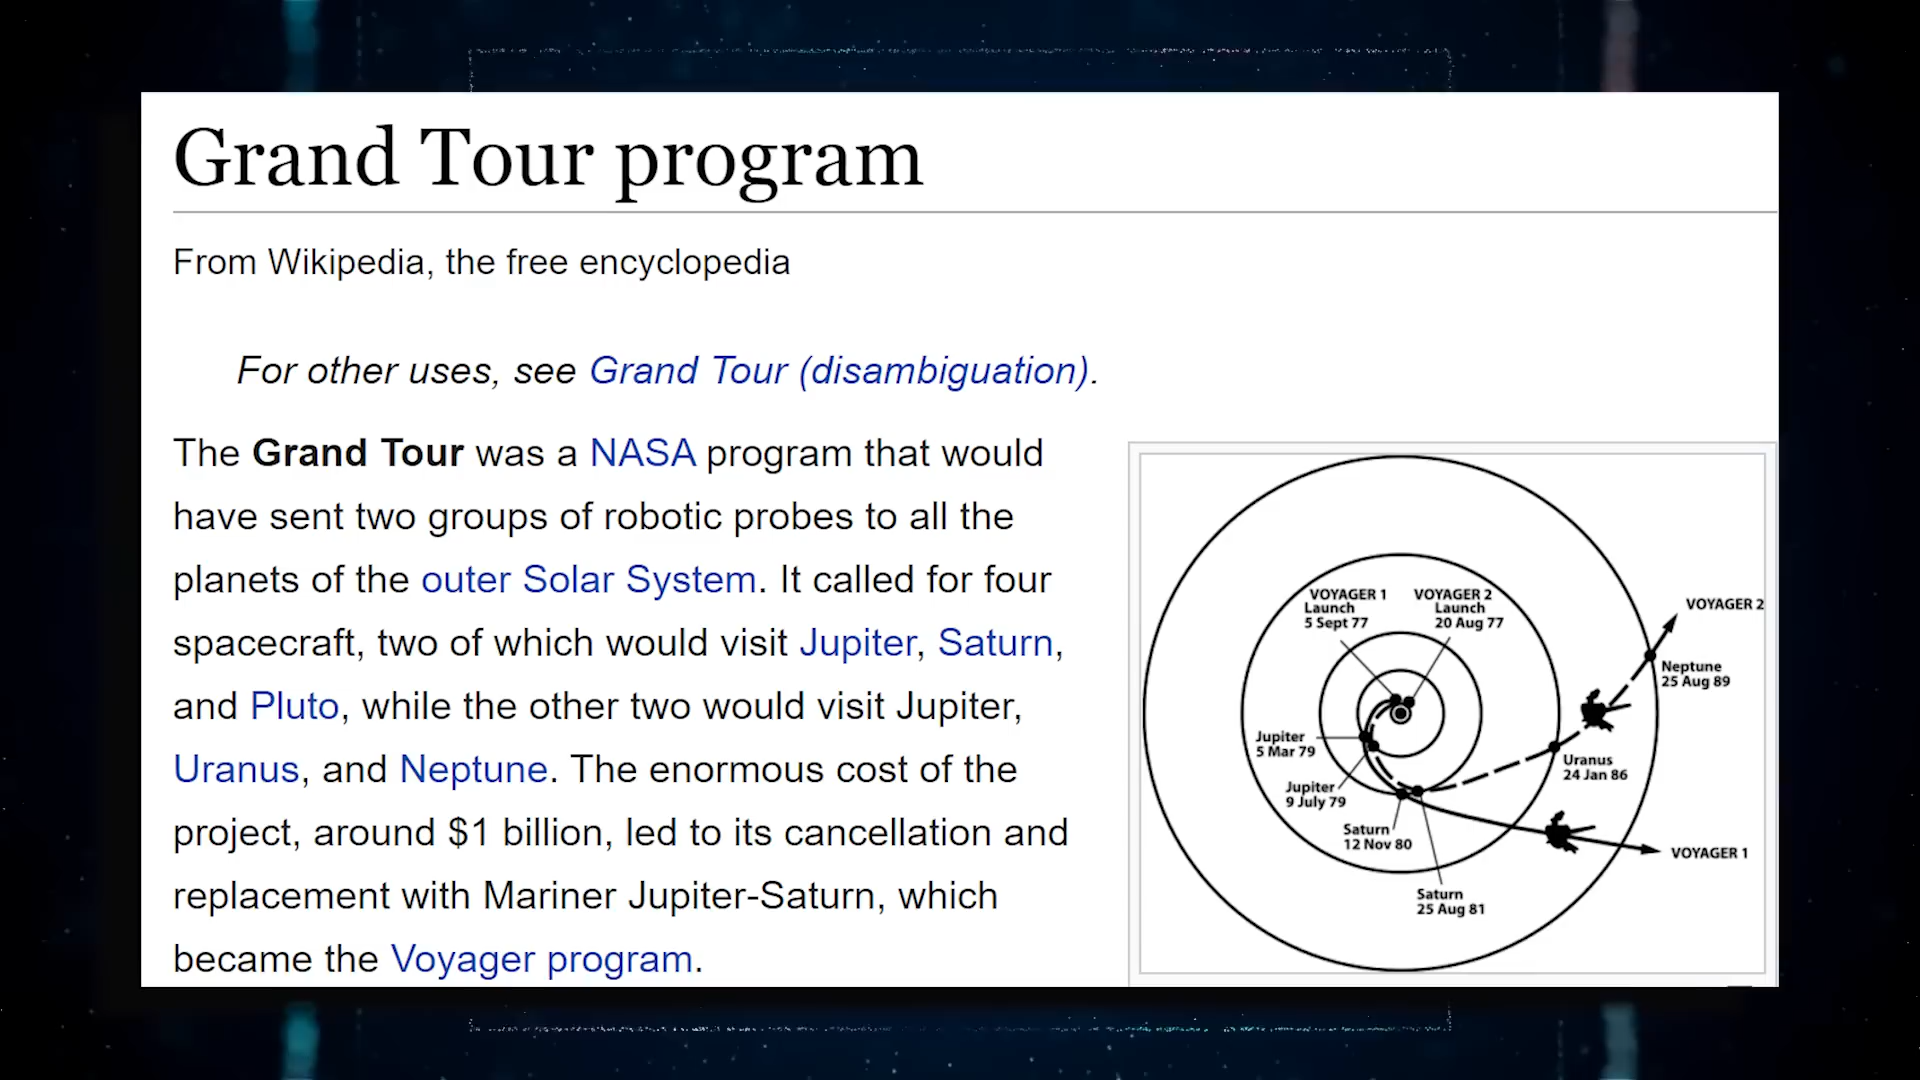 Grand Tour program
From Wikipedia, the free encyclopedia
For other uses, see Grand Tour (disambiguation).
The Grand Tour was a NASA program that would
have sent two groups of robotic probes to all the
planets of the outer Solar System. It called for four
spacecraft, two of which would visit Jupiter, Saturn,
and Pluto, while the other two would visit Jupiter,
Uranus, and Neptune. The enormous cost of the
project, around $1 billion, led to its cancellation and
replacement with Mariner Jupiter-Saturn, which
became the Voyager program.
VOYAGER 1
Launch
5 Sept 77
VOYAGER 2
Launch
20 Aug 77
VOYAGER 2
Neptune
25 Aug 89
Jupiter
5 Mar 79
Uranus
24 Jan 86
Jupiter
9 July 79
Saturn
12 Nov 80
VOYAGER 1
Saturn
25 Aug 81